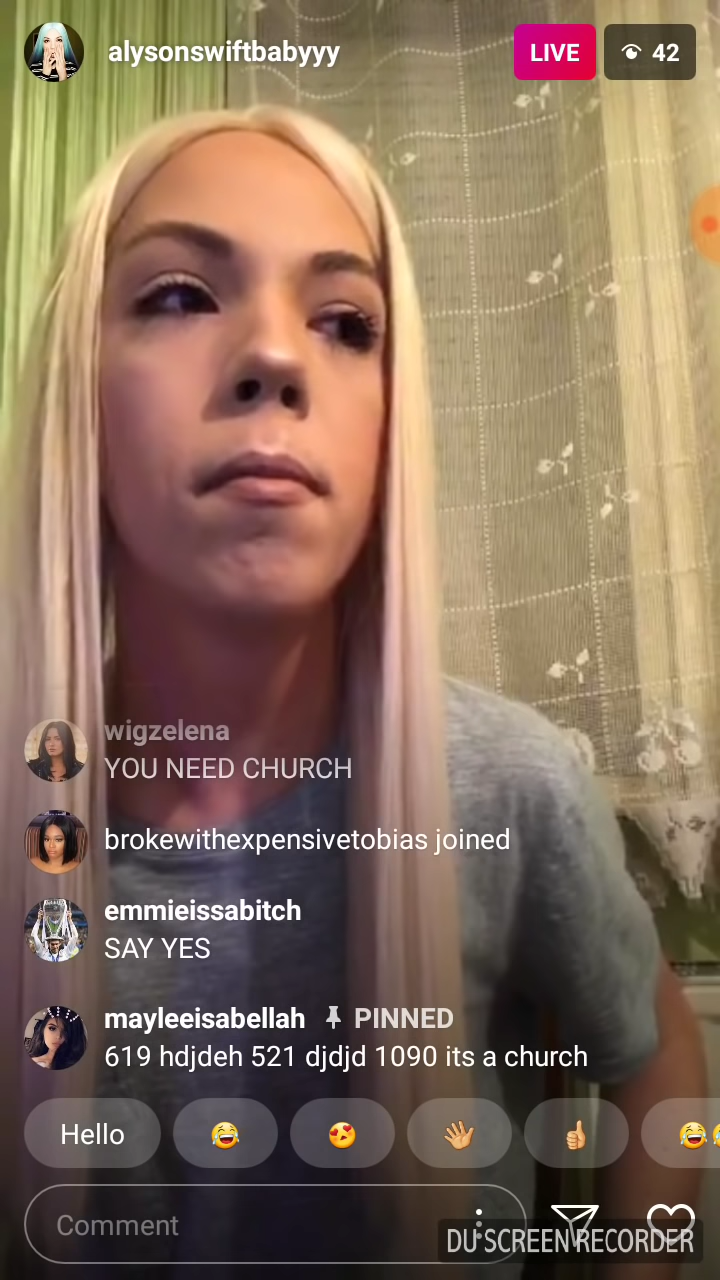 alysonswiftbabyyy
LIVE
42
wigzelena
YOU NEED CHURCH
brokewithexpensivetobias joined
emmieissabitch
SAY YES
mayleeisabellah PINNED
619 hdjdeh 521 djdjd 1090 its a church
Hello
Comment
DU SCREEN RECORDER